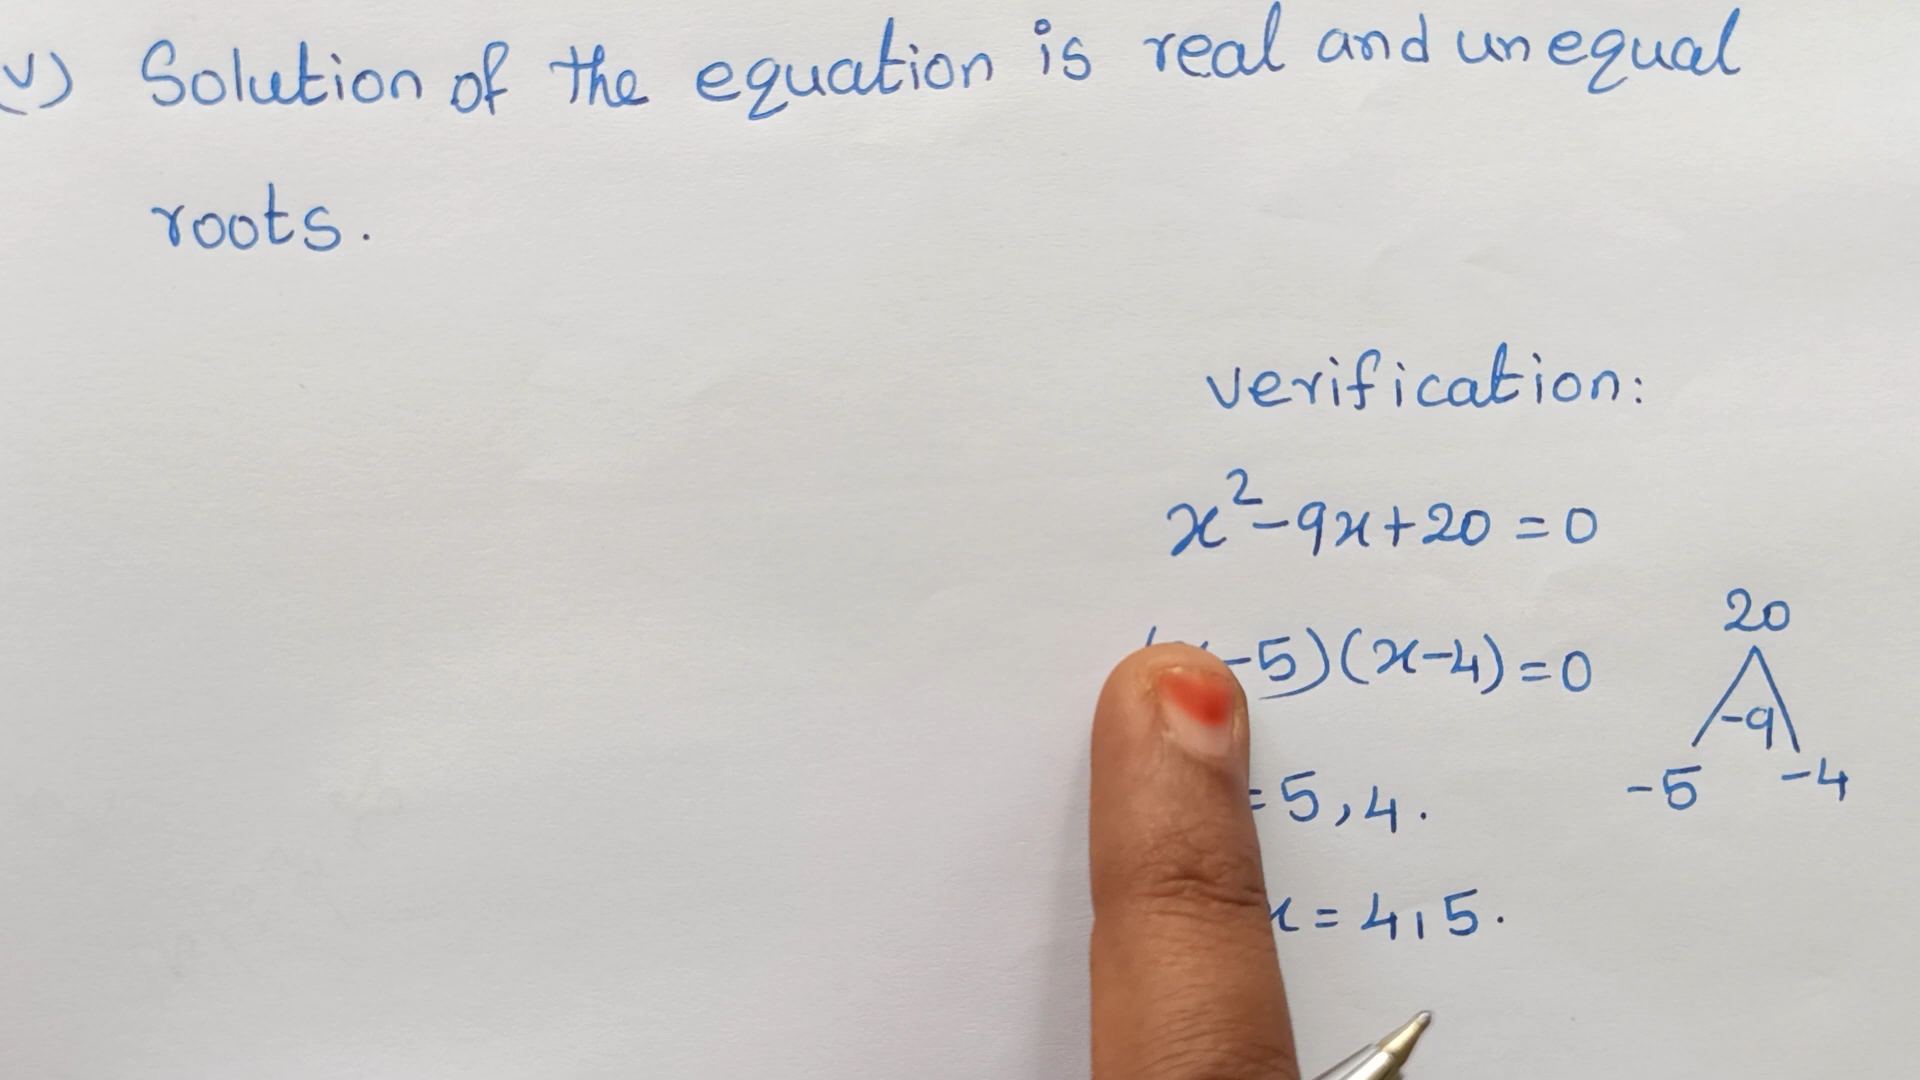 (v) Solution of the equation is real and unequal
roots.
verification:
x²-9x+20=0
-5)(x-4)=0
20
-9
-5 -4
=5,4.
x=4,5.